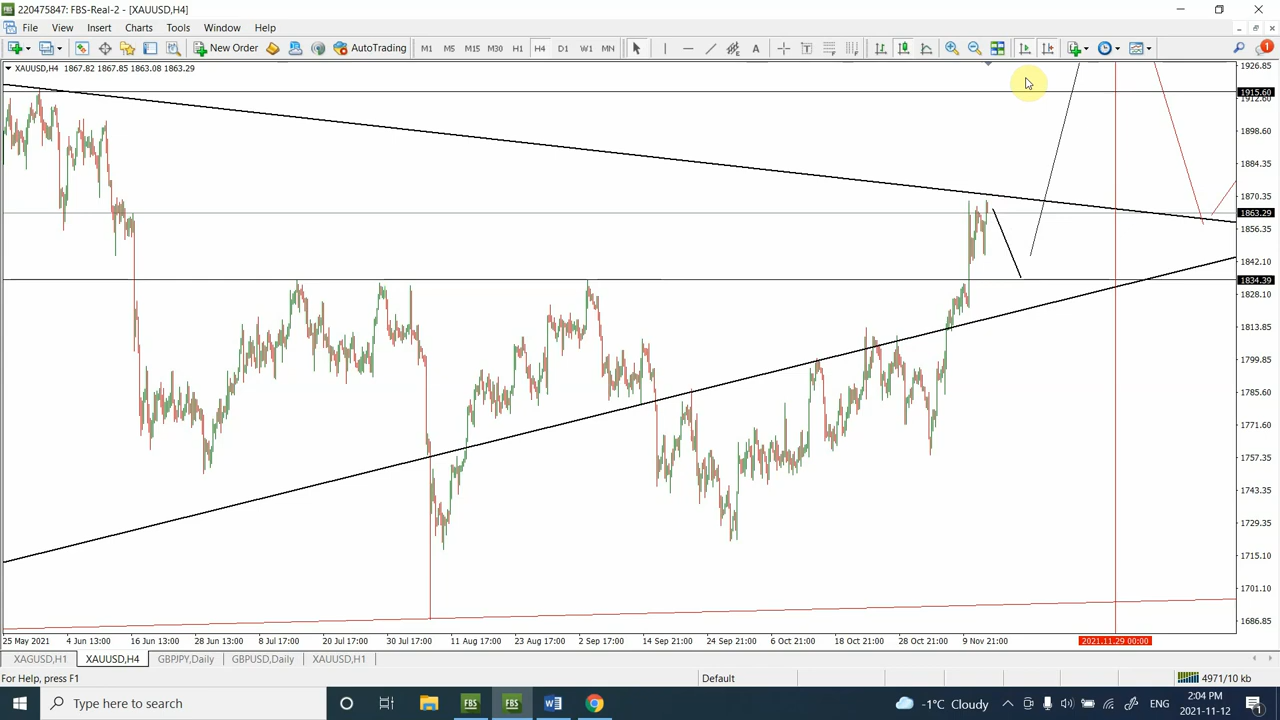 220475847: FBS-Real-2 - [XAUUSD,H4]
File View Insert Charts Tools Window Help
New Order AutoTrading M1 M5 M15 M30 H1 H4 D1 W1 MN A T 1
XAUUSD,H4 1867.82 1867.85 1863.08 1863.29
1926.85
1915.60
1912.60
1898.60
1884.35
1870.35
1863.29
1856.35
1842.10
1834.39
1828.10
1813.85
1799.85
1785.60
1771.60
1757.35
1743.35
1729.35
1715.10
1701.10
1686.85
25 May 2021 4 Jun 13:00 16 Jun 13:00 28 Jun 13:00 8 Jul 17:00 20 Jul 17:00 30 Jul 17:00 11 Aug 17:00 23 Aug 17:00 2 Sep 17:00 14 Sep 21:00 24 Sep 21:00 6 Oct 21:00 18 Oct 21:00 28 Oct 21:00 9 Nov 21:00 2021.11.29 00:00
XAGUSD,H1 XAUUSD,H4 GBPJPY,Daily GBPUSD,Daily XAUUSD,H1
For Help, press F1 Default 4971/10 kb
Type here to search -1°C Cloudy ENG 2:04 PM
2021-11-12 1